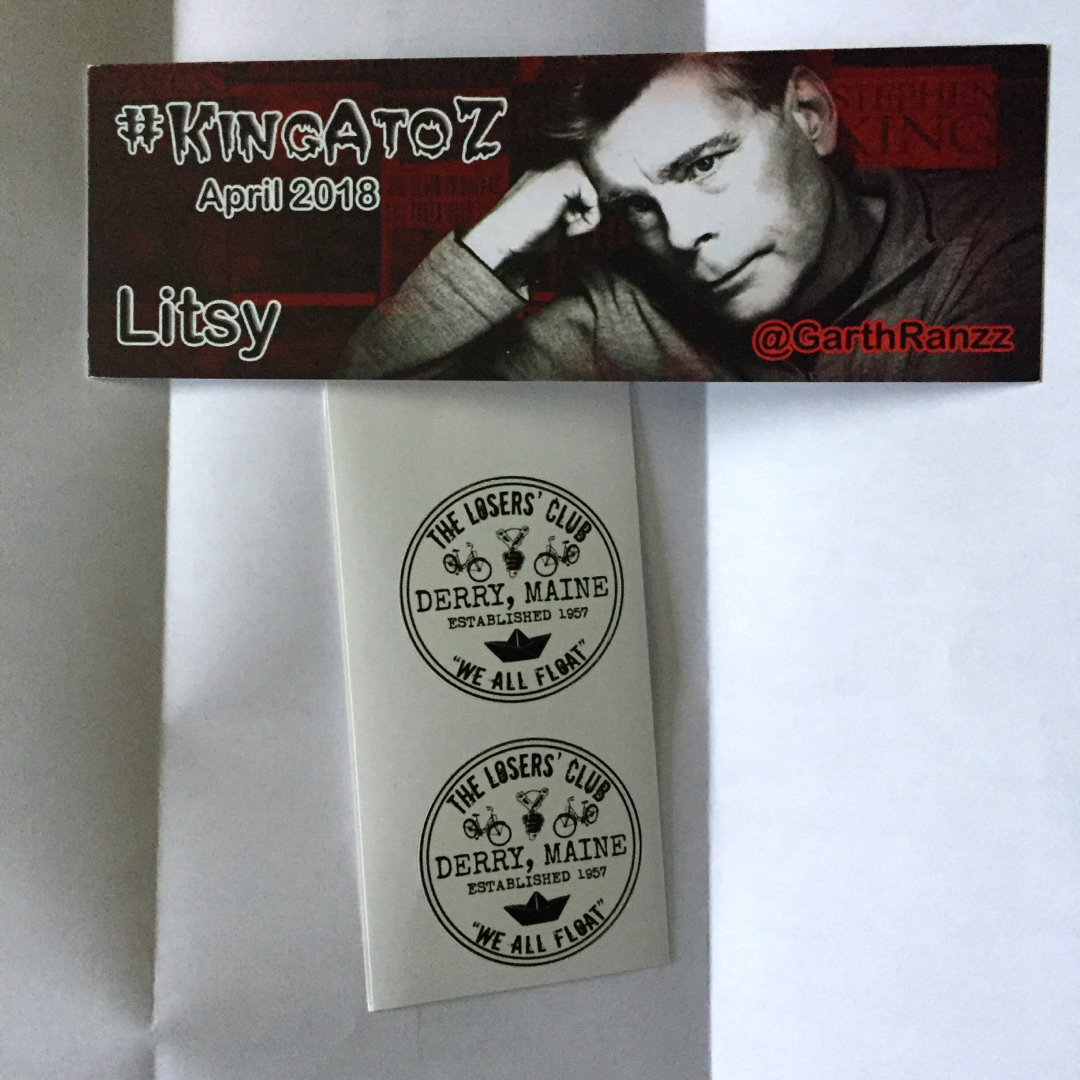 #KingAtoZ
April 2018
STEPHEN
KING
Litsy
@GarthRanzz
THE LOSERS' CLUB
DERRY, MAINE
ESTABLISHED 1957
"WE ALL FLOAT"
THE LOSERS' CLUB
DERRY, MAINE
ESTABLISHED 1957
"WE ALL FLOAT"